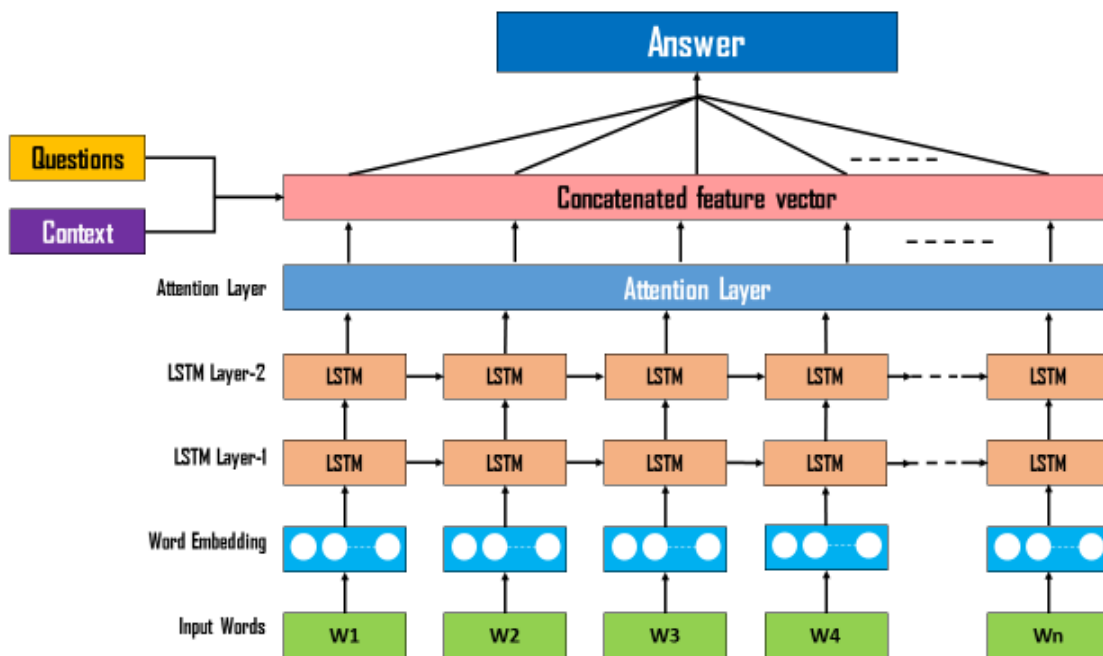 Answer
Questions
Context
Concatenated feature vector
Attention Layer
Attention Layer
LSTM Layer-2
LSTM
LSTM
LSTM
LSTM
LSTM
LSTM Layer-1
LSTM
LSTM
LSTM
LSTM
LSTM
Word Embedding
Input Words
W1
W2
W3
W4
Wn